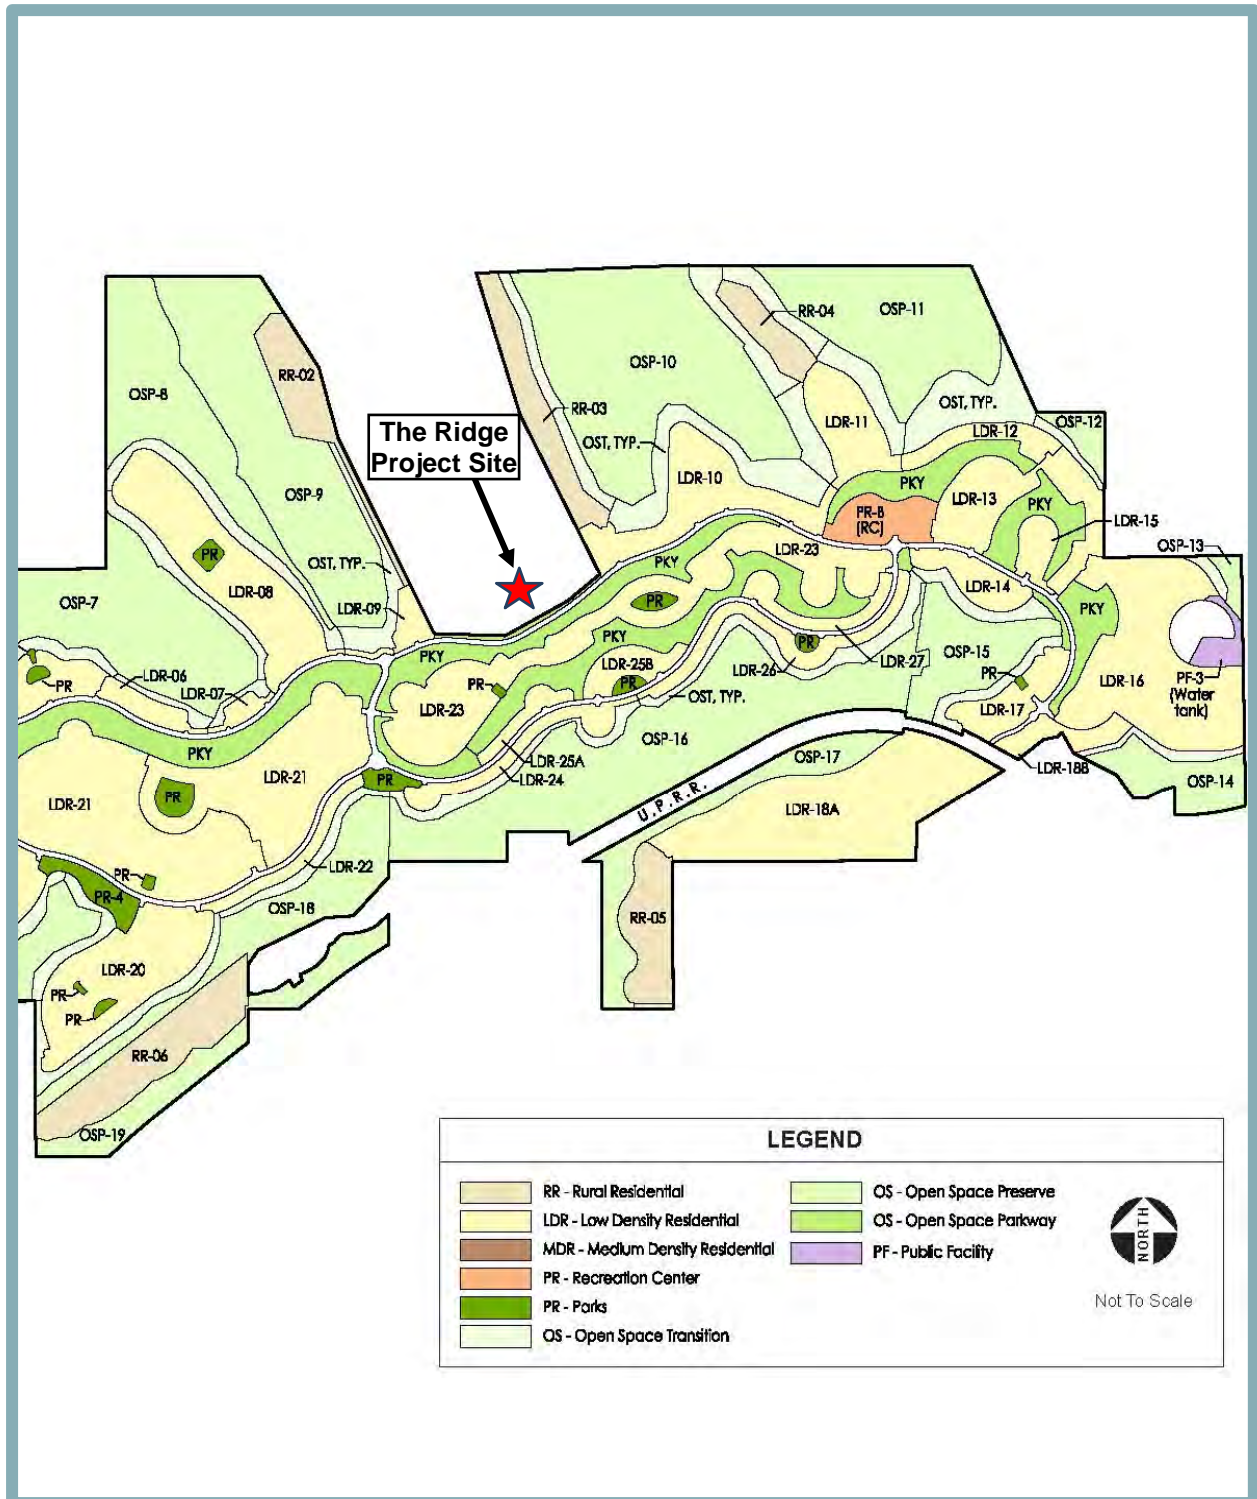 OSP-11
RR-04
OSP-10
RR-02
OSP-8
RR-03
OST, TYP.
The Ridge
Project Site
LDR-11
OSP-12
OST, TYP.
LDR-12
LDR-10
PKY
LDR-13
OSP-9
PR-8
(RC)
PKY
LDR-15
OSP-13
LDR-23
PR
PKY
OST, TYP.
LDR-08
LDR-14
OSP-7
PR
LDR-09
PKY
PKY
PR
OSP-15
PKY
LDR-25B
LDR-26
LDR-27
PR
LDR-06
PR
LDR-07
PR
PR
LDR-16
PF-3
(Water
tank)
OST, TYP.
LDR-23
LDR-17
OSP-16
PKY
LDR-25A
OSP-17
LDR-18B
LDR-21
PR
LDR-24
OSP-14
U.P.R.R.
PR
LDR-21
LDR-18A
LDR-22
PR
PR-4
OSP-18
RR-05
LDR-20
PR
PR
RR-06
OSP-19
LEGEND
RR - Rural Residential
LDR - Low Density Residential
MDR - Medium Density Residential
PR - Recreation Center
PR - Parks
OS - Open Space Transition
OS - Open Space Preserve
OS - Open Space Parkway
PF - Public Facility
NORTH
Not To Scale